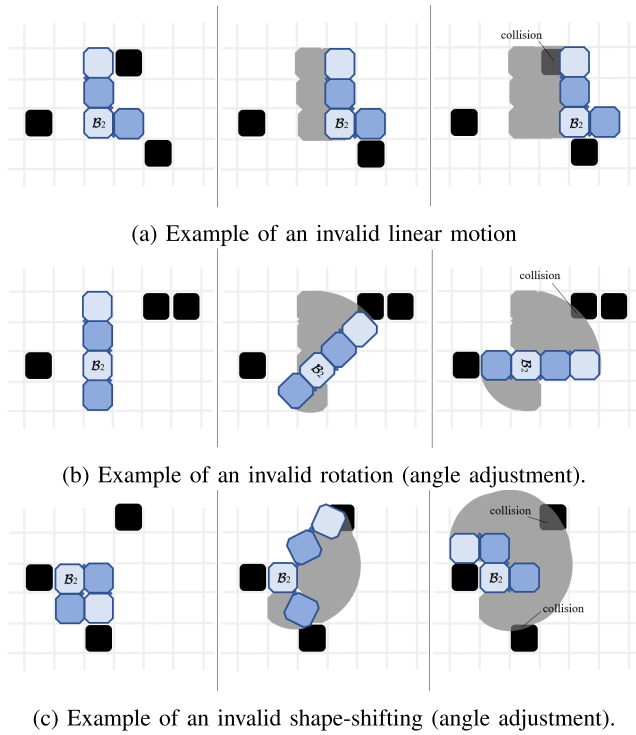 collision
B₂ B₂ B₂
(a) Example of an invalid linear motion
collision
B₂ B₂ B₂
(b) Example of an invalid rotation (angle adjustment).
collision
B₂ B₂ B₂
collision
(c) Example of an invalid shape-shifting (angle adjustment).